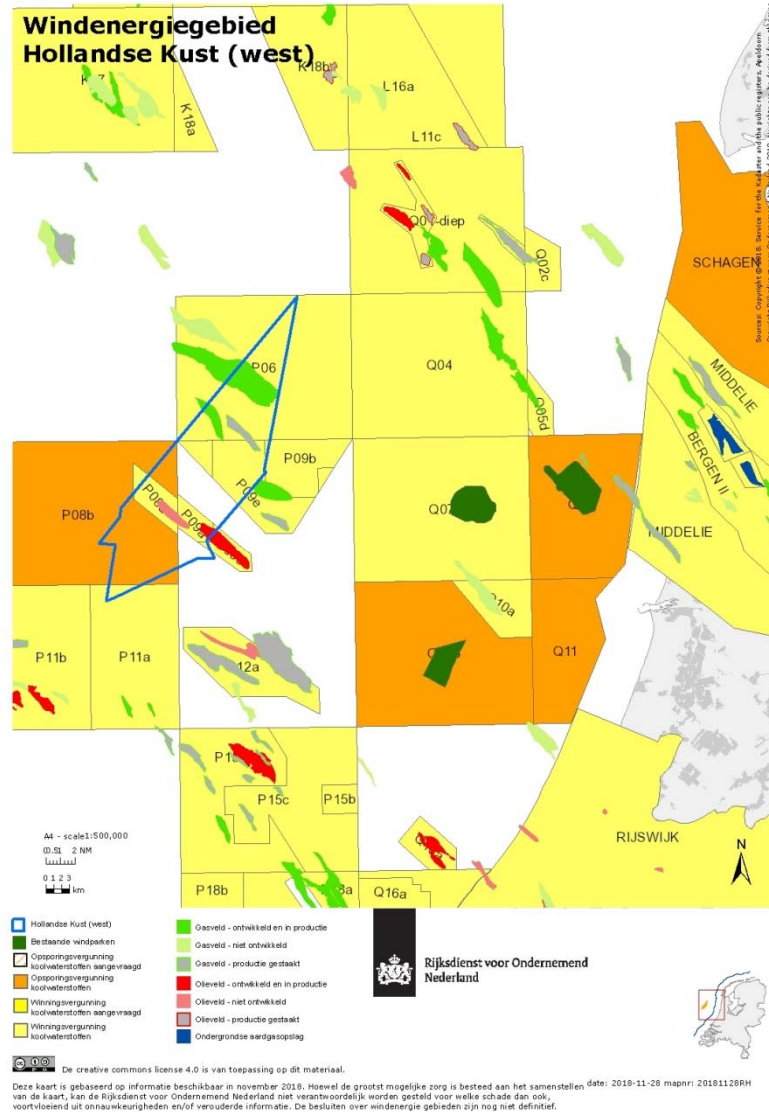 Windenergiegebied
Hollandse Kust (west)
K18b
L16a
K18a
L11c
Q02c
SCHAGEN
P06
Q04
Q05d
MIDDELIE
BERGEN II
P09b
P09e
P08b
MIDDELIE
Q10a
P11b
P11a
12a
Q11
P15c
P15b
RIJSWIJK
P18b
Q16a
A4 - scale1:500,000
2 NM
0 1 2 3
km
N
Hollandse Kust (west)
Bestaande windparken
Opsporingsvergunning
koolwaterstoffen aangevraagd
Opsporingsvergunning
koolwaterstoffen
Winningsvergunning
koolwaterstoffen aangevraagd
Winningsvergunning
koolwaterstoffen
Gasveld - ontwikkeld en in productie
Gasveld - niet ontwikkeld
Gasveld - productie gestaakt
Olieveld - ontwikkeld en in productie
Olieveld - niet ontwikkeld
Olieveld - productie gestaakt
Ondergrondse aardgasopslag
Rijksdienst voor Ondernemend
Nederland
De creative commons license 4.0 is van toepassing op dit materiaal.
Deze kaart is gebaseerd op informatie beschikbaar in november 2018. Hoewel de grootst mogelijke zorg is besteed aan het samenstellen
van de kaart, kan de Rijksdienst voor Ondernemend Nederland niet verantwoordelijk worden gesteld voor welke schade dan ook,
voortvloeiend uit onnauwkeurigheden en/of verouderde informatie. De besluiten over windenergie gebieden zijn nog niet definitief.
date: 2018-11-28 mapnr: 20181128RH